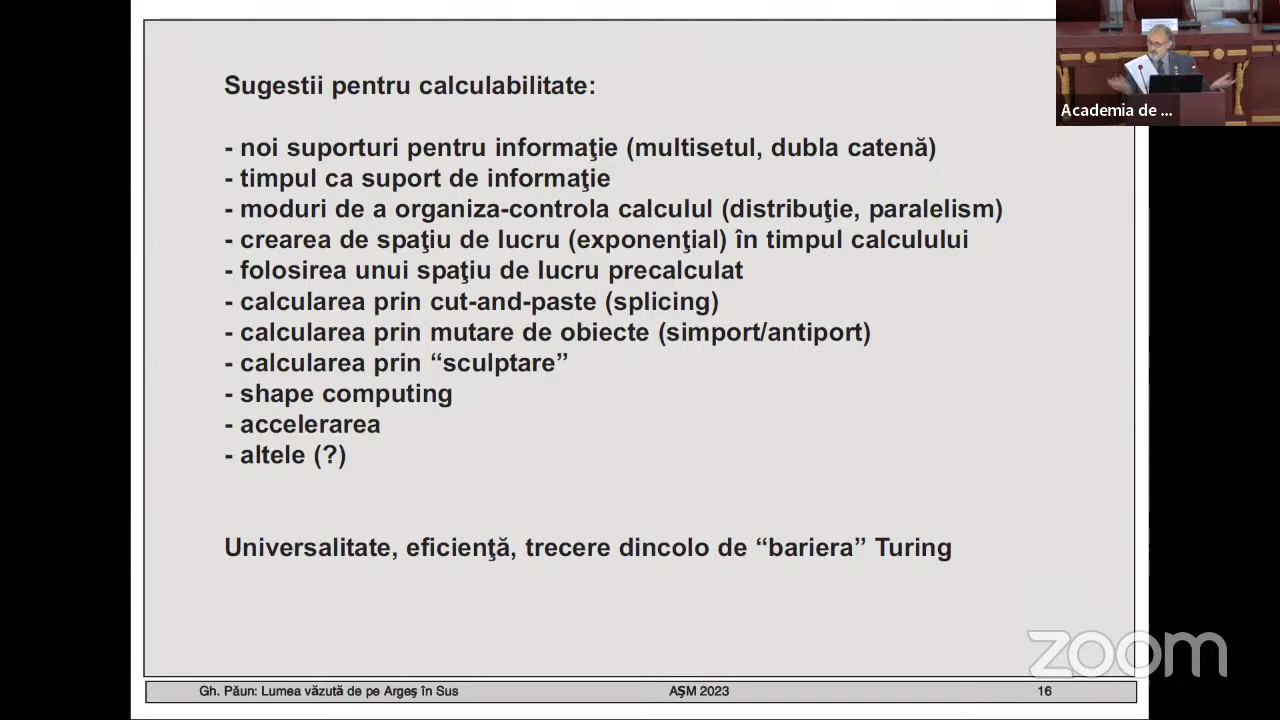 Academia de ...
Sugestii pentru calculabilitate:
- noi suporturi pentru informaţie (multisetul, dubla catenă)
- timpul ca suport de informaţie
- moduri de a organiza-controla calculul (distribuţie, paralelism)
- crearea de spaţiu de lucru (exponenţial) în timpul calculului
- folosirea unui spaţiu de lucru precalculat
- calcularea prin cut-and-paste (splicing)
- calcularea prin mutare de obiecte (simport/antiport)
- calcularea prin “sculptare”
- shape computing
- accelerarea
- altele (?)
Universalitate, eficienţă, trecere dincolo de “bariera” Turing
zoom
Gh. Păun: Lumea văzută de pe Argeş în Sus
AŞM 2023
16